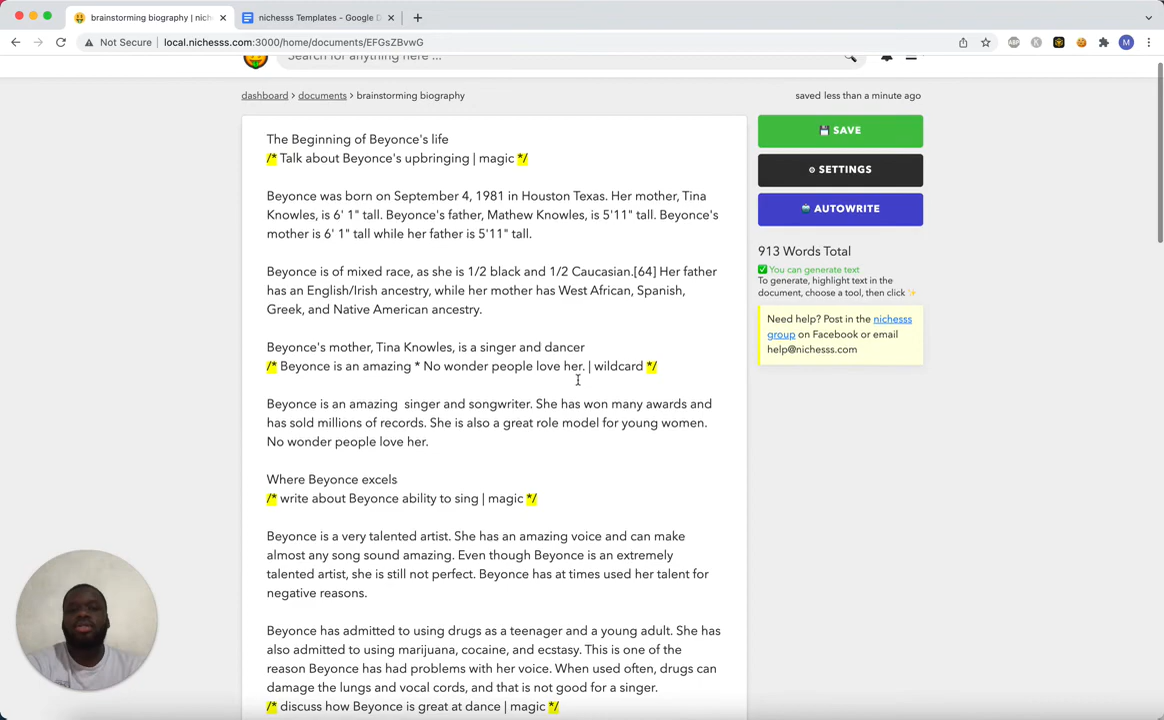 brainstorming biography | nich
nichesss Templates - Google D
Not Secure | local.nichesss.com:3000/home/documents/EFGsZBvwG
M
Search for anything here ...
dashboard > documents > brainstorming biography
saved less than a minute ago
The Beginning of Beyonce's life
/* Talk about Beyonce's upbringing | magic */
Beyonce was born on September 4, 1981 in Houston Texas. Her mother, Tina
Knowles, is 6' 1" tall. Beyonce's father, Mathew Knowles, is 5'11" tall. Beyonce's
mother is 6' 1" tall while her father is 5'11" tall.
Beyonce is of mixed race, as she is 1/2 black and 1/2 Caucasian.[64] Her father
has an English/Irish ancestry, while her mother has West African, Spanish,
Greek, and Native American ancestry.
Beyonce's mother, Tina Knowles, is a singer and dancer
/* Beyonce is an amazing * No wonder people love her. | wildcard */
Beyonce is an amazing  singer and songwriter. She has won many awards and
has sold millions of records. She is also a great role model for young women.
No wonder people love her.
Where Beyonce excels
/* write about Beyonce ability to sing | magic */
Beyonce is a very talented artist. She has an amazing voice and can make
almost any song sound amazing. Even though Beyonce is an extremely
talented artist, she is still not perfect. Beyonce has at times used her talent for
negative reasons.
Beyonce has admitted to using drugs as a teenager and a young adult. She has
also admitted to using marijuana, cocaine, and ecstasy. This is one of the
reason Beyonce has had problems with her voice. When used often, drugs can
damage the lungs and vocal cords, and that is not good for a singer.
/* discuss how Beyonce is great at dance | magic */
SAVE
SETTINGS
AUTOWRITE
913 Words Total
You can generate text
To generate, highlight text in the
document, choose a tool, then click
Need help? Post in the nichesss
group on Facebook or email
help@nichesss.com